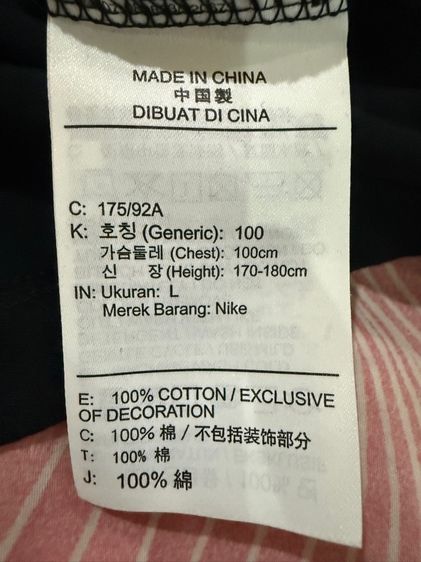 MADE IN CHINA
中国製
DIBUAT DI CINA
C: 175/92A
K: 호칭 (Generic): 100
가슴둘레 (Chest): 100cm
신 장 (Height): 170-180cm
IN: Ukuran: L
Merek Barang: Nike
E: 100% COTTON / EXCLUSIVE
OF DECORATION
C: 100% 棉 / 不包括装饰部分
T: 100% 棉
J: 100% 綿